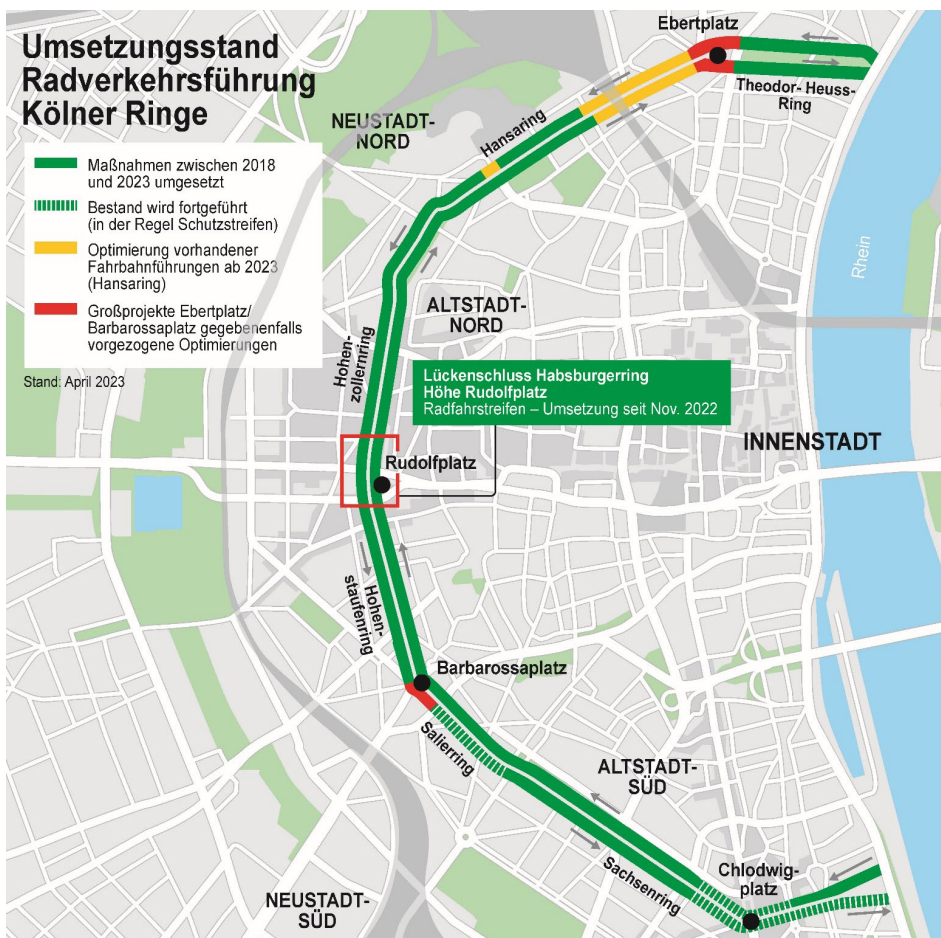 Umsetzungsstand
Radverkehrsführung
Kölner Ringe
Maßnahmen zwischen 2018
und 2023 umgesetzt
Bestand wird fortgeführt
(in der Regel Schutzstreifen)
Optimierung vorhandener
Fahrbahnführungen ab 2023
(Hansaring)
Großprojekte Ebertplatz/
Barbarossaplatz gegebenenfalls
vorgezogene Optimierungen
Stand: April 2023
Ebertplatz
Theodor- Heuss-
Ring
NEUSTADT-
NORD
Hansaring
Rhein
ALTSTADT-
NORD
Hohen-
zollernring
Lückenschluss Habsburgerring
Höhe Rudolfplatz
Radfahrstreifen – Umsetzung seit Nov. 2022
INNENSTADT
Rudolfplatz
Hohen-
staufenring
Barbarossaplatz
Salierring
ALTSTADT-
SÜD
Sachsenring
Chlodwig-
platz
NEUSTADT-
SÜD